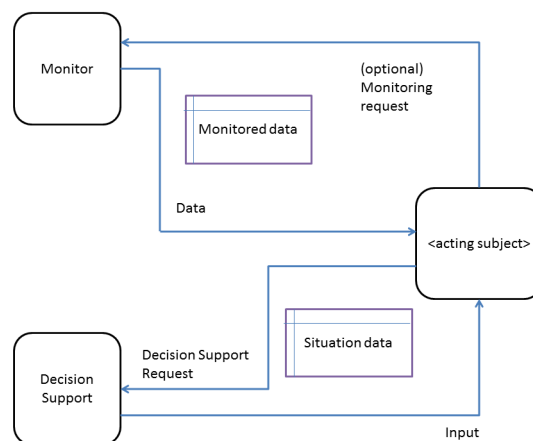 Monitor
(optional)
Monitoring
request
Monitored data
Data
<acting subject>
Situation data
Decision Support
Request
Decision
Support
Input